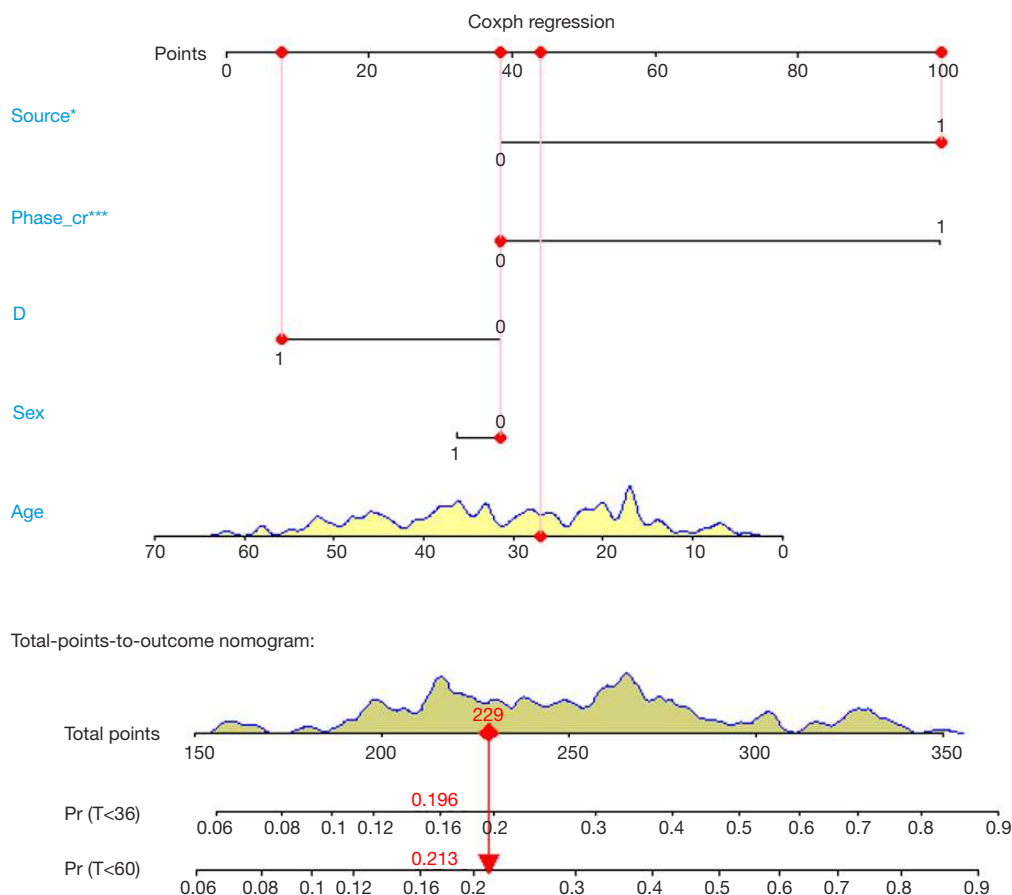 Coxph regression
Points
0 20 40 60 80 100
Source*
1
0
Phase_cr***
1
0
D
0
1
Sex
0
1
Age
70 60 50 40 30 20 10 0
Total-points-to-outcome nomogram:
229
Total points
150 200 250 300 350
0.196
Pr (T<36)
0.06 0.08 0.1 0.12 0.16 0.2 0.3 0.4 0.5 0.6 0.7 0.8 0.9
0.213
Pr (T<60)
0.06 0.08 0.1 0.12 0.16 0.2 0.3 0.4 0.5 0.6 0.7 0.8 0.9